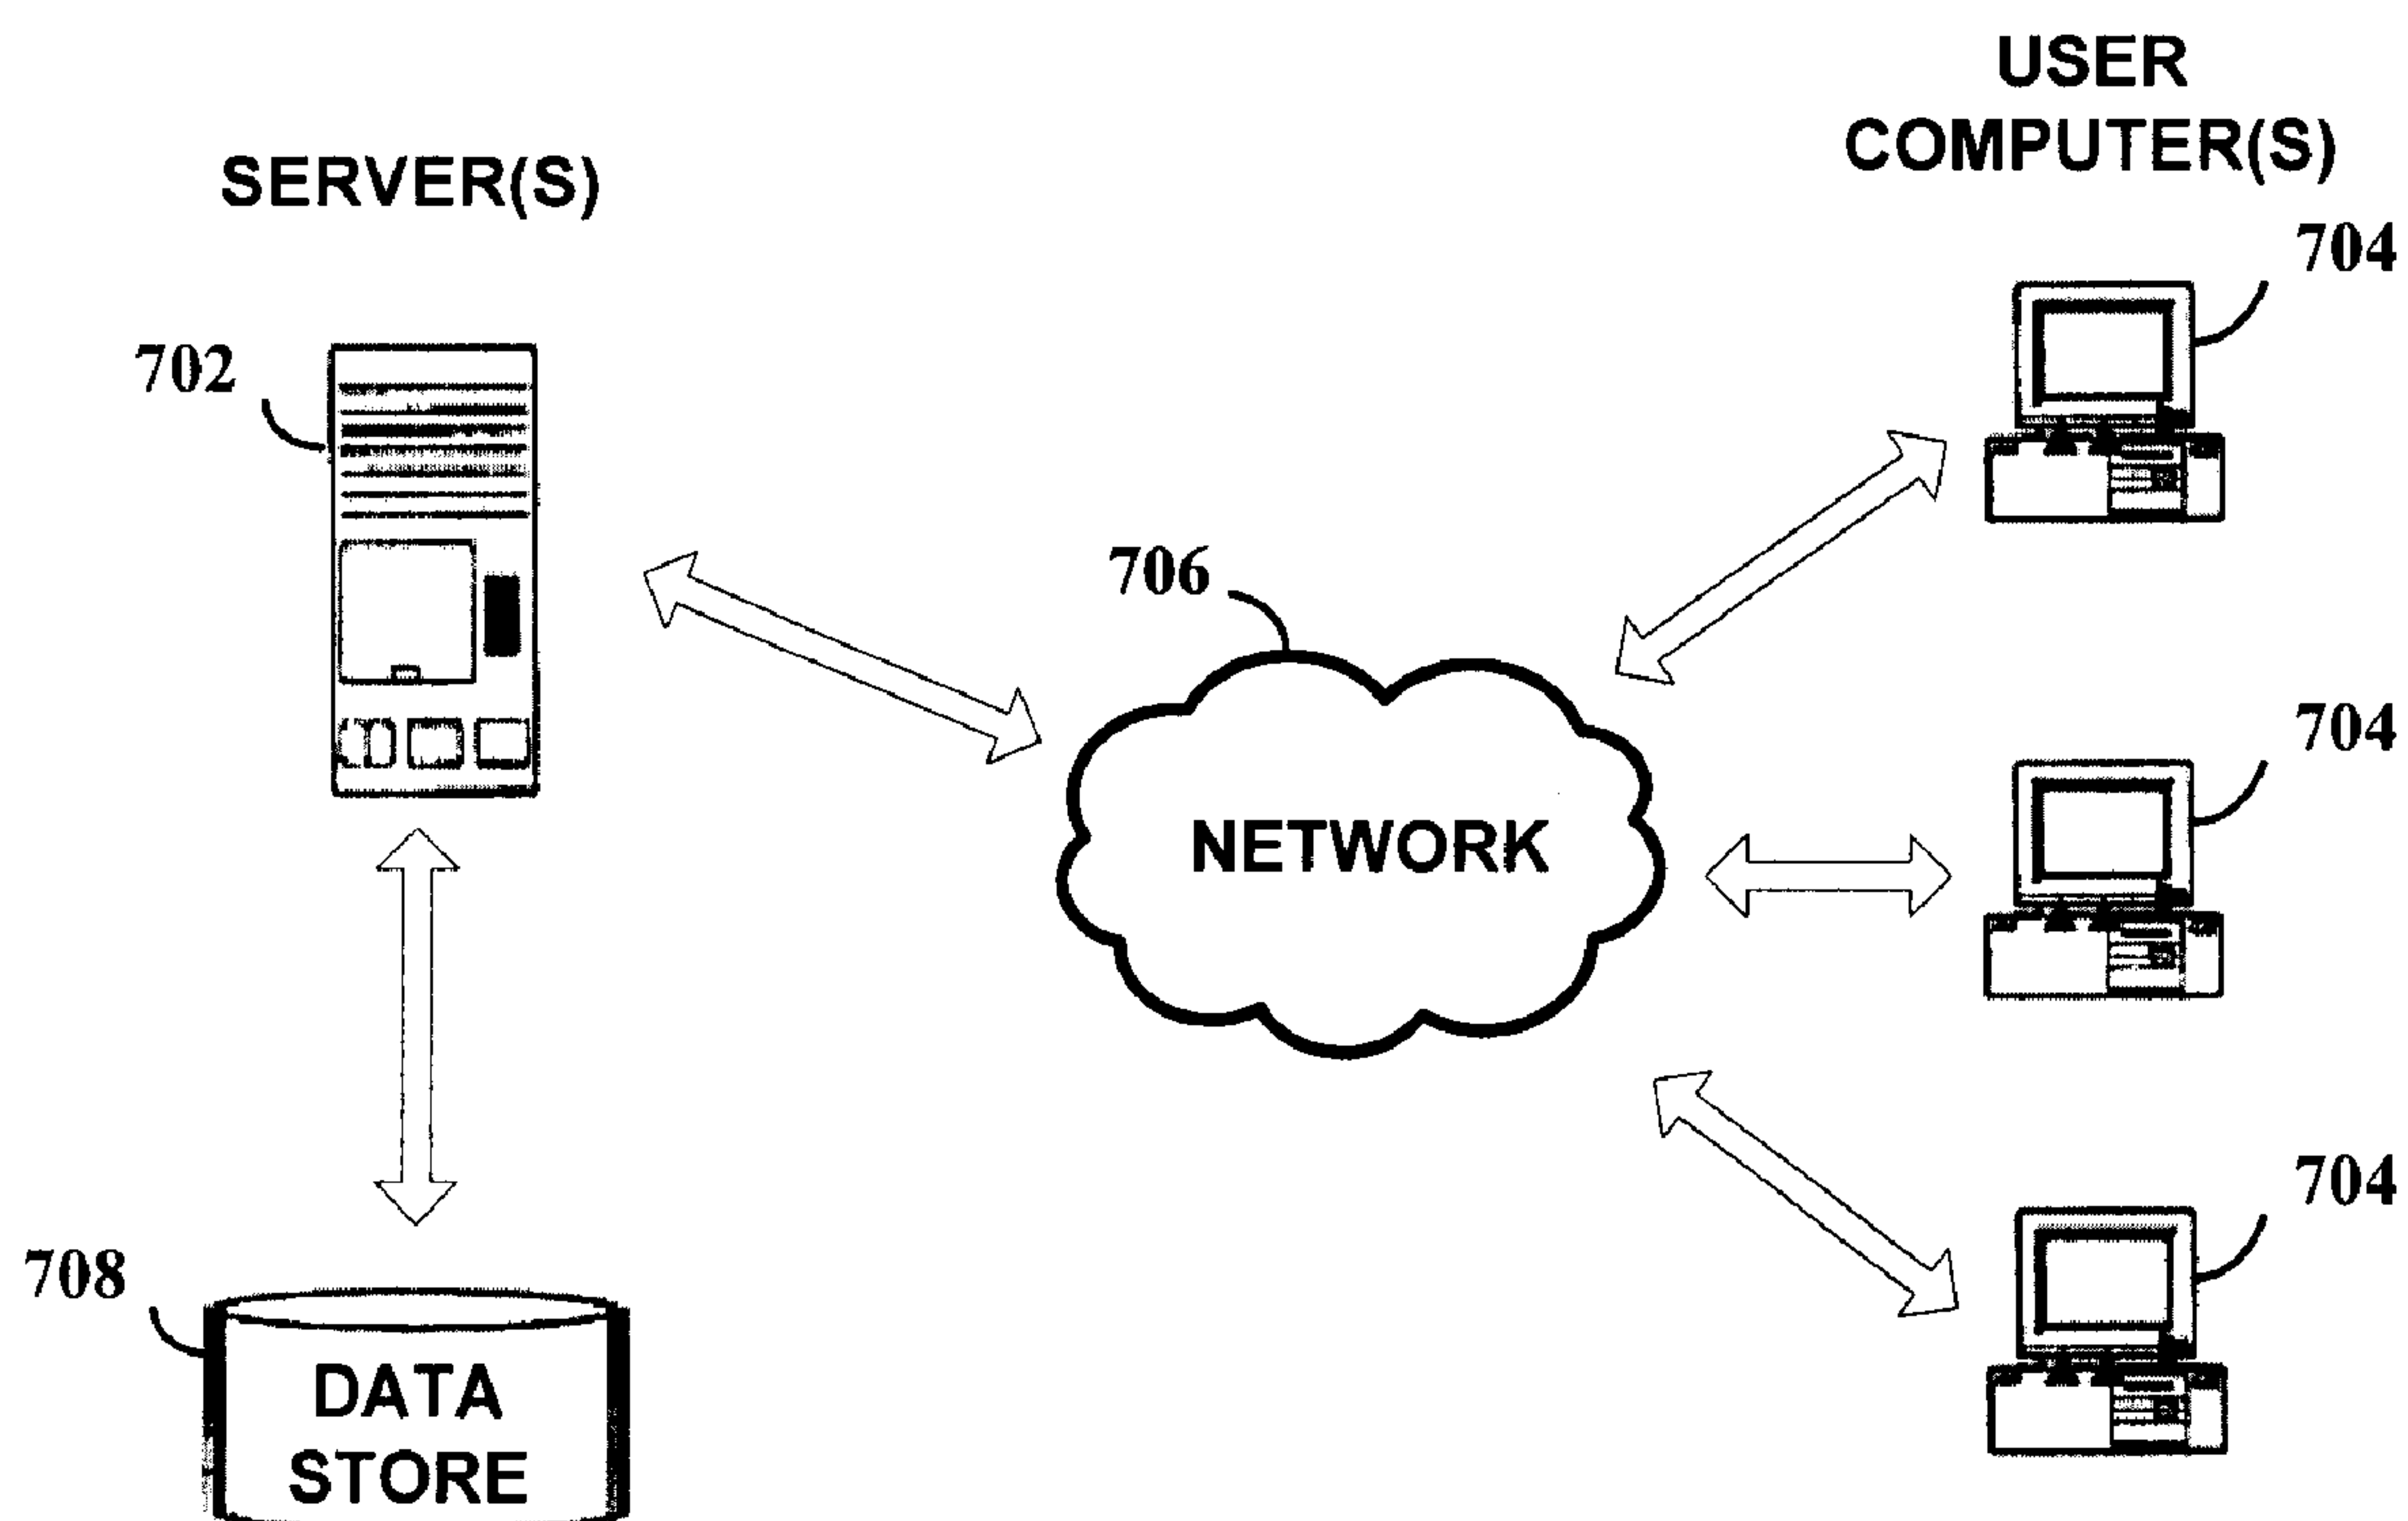 USER
COMPUTER(S)
SERVER(S)
704
702
706
704
NETWORK
704
708
DATA
STORE